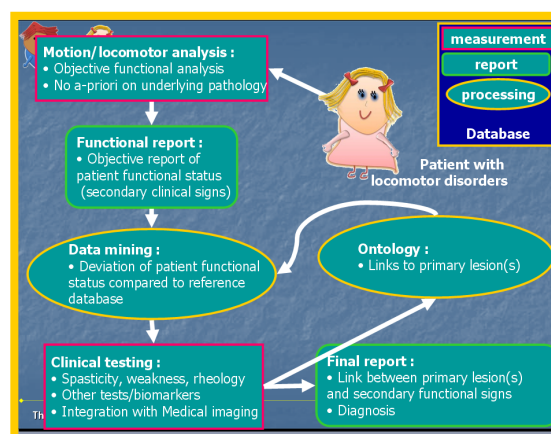 Motion/locomotor analysis :
• Objective functional analysis
• No a-priori on underlying pathology
measurement
report
processing
Database
Functional report :
• Objective report of
patient functional status
(secondary clinical signs)
Patient with
locomotor disorders
Data mining :
• Deviation of patient functional
status compared to reference
database
Ontology :
• Links to primary lesion(s)
Clinical testing :
• Spasticity, weakness, rheology
• Other tests/biomarkers
• Integration with Medical imaging
Final report :
• Link between primary lesion(s)
and secondary functional signs
• Diagnosis